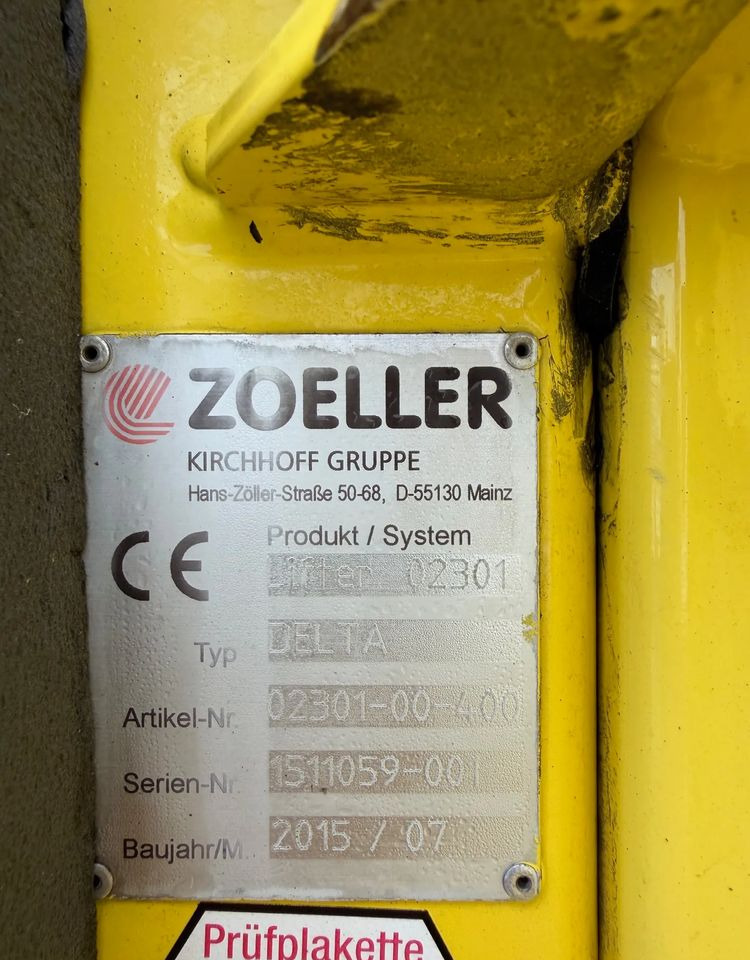 ZOELLER
KIRCHHOFF GRUPPE
Hans-Zöller-Straße 50-68, D-55130 Mainz
CE
Produkt / System
Lifter 02301
Typ DELTA
Artikel-Nr. 02301-00-400
Serien-Nr. 1511059-001
Baujahr/M. 2015 / 07
Prüfplakette